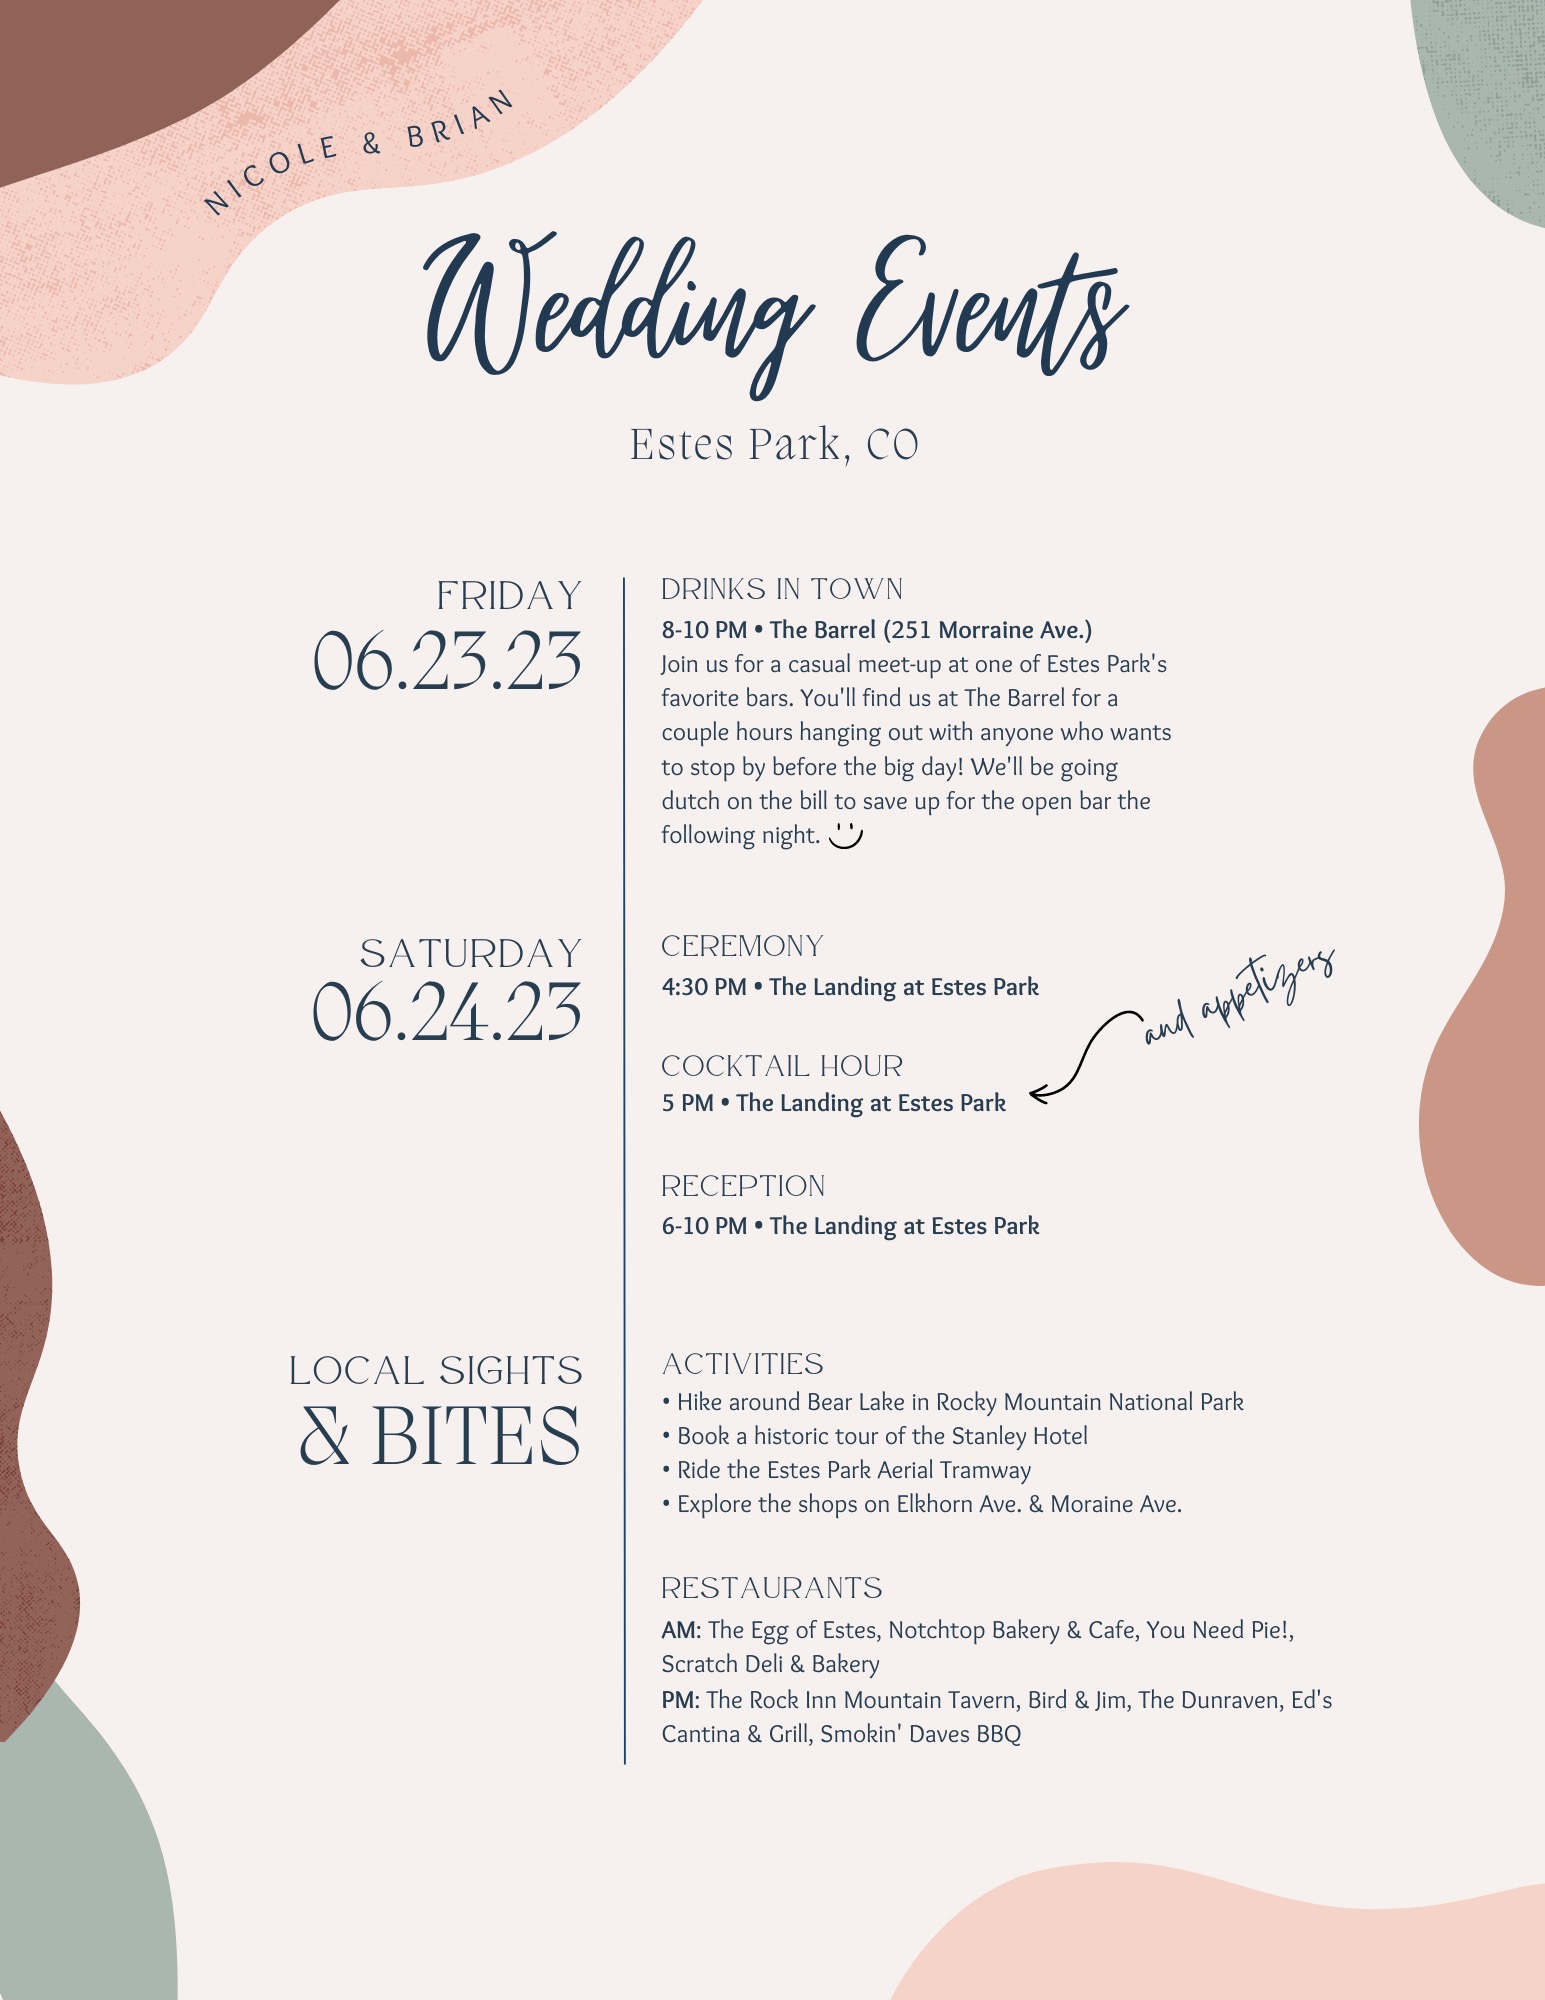 NICOLE & BRIAN
Wedding Events
Estes Park, CO
FRIDAY
06.23.23
DRINKS IN TOWN
8-10 PM • The Barrel (251 Morraine Ave.)
Join us for a casual meet-up at one of Estes Park's
favorite bars. You'll find us at The Barrel for a
couple hours hanging out with anyone who wants
to stop by before the big day! We'll be going
dutch on the bill to save up for the open bar the
following night.
SATURDAY
06.24.23
CEREMONY
4:30 PM • The Landing at Estes Park
and appetizers
COCKTAIL HOUR
5 PM • The Landing at Estes Park
RECEPTION
6-10 PM • The Landing at Estes Park
LOCAL SIGHTS
& BITES
ACTIVITIES
• Hike around Bear Lake in Rocky Mountain National Park
• Book a historic tour of the Stanley Hotel
• Ride the Estes Park Aerial Tramway
• Explore the shops on Elkhorn Ave. & Moraine Ave.
RESTAURANTS
AM: The Egg of Estes, Notchtop Bakery & Cafe, You Need Pie!,
Scratch Deli & Bakery
PM: The Rock Inn Mountain Tavern, Bird & Jim, The Dunraven, Ed's
Cantina & Grill, Smokin' Daves BBQ